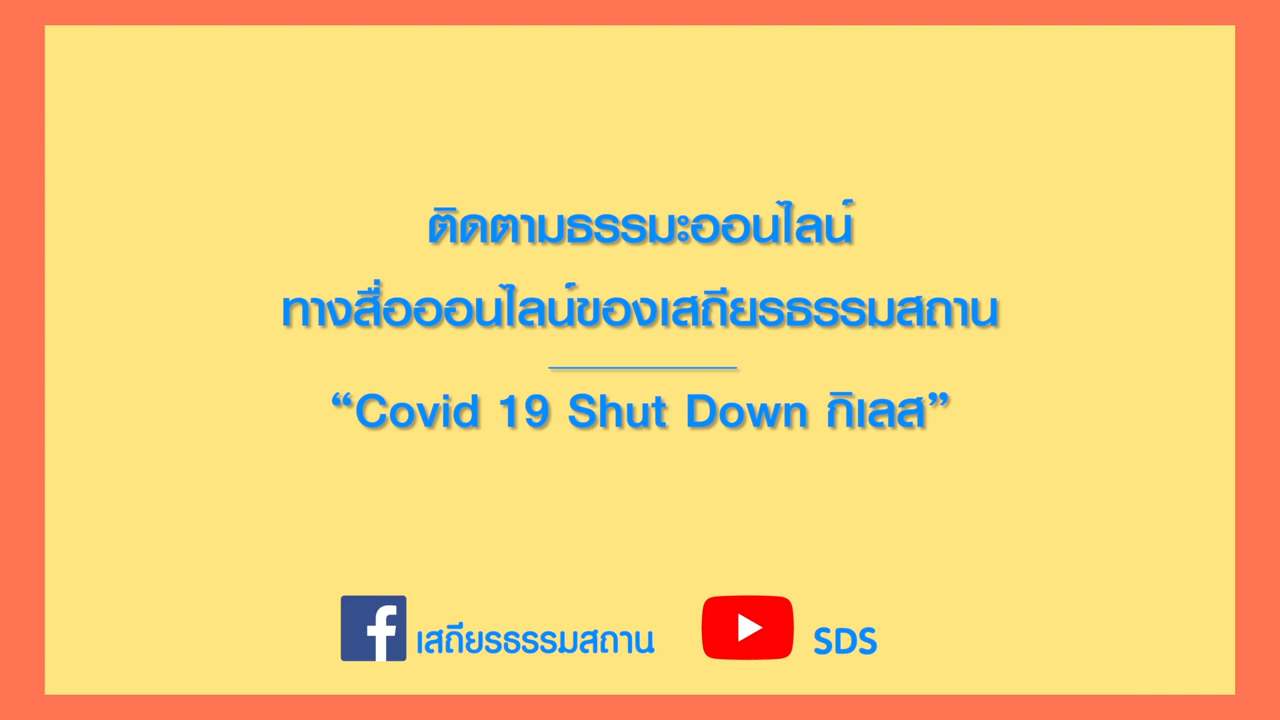 ติดตามธรรมะออนไลน์
ทางสื่อออนไลน์ของเสถียรธรรมสถาน
“Covid 19 Shut Down กิเลส”
เสถียรธรรมสถาน
SDS